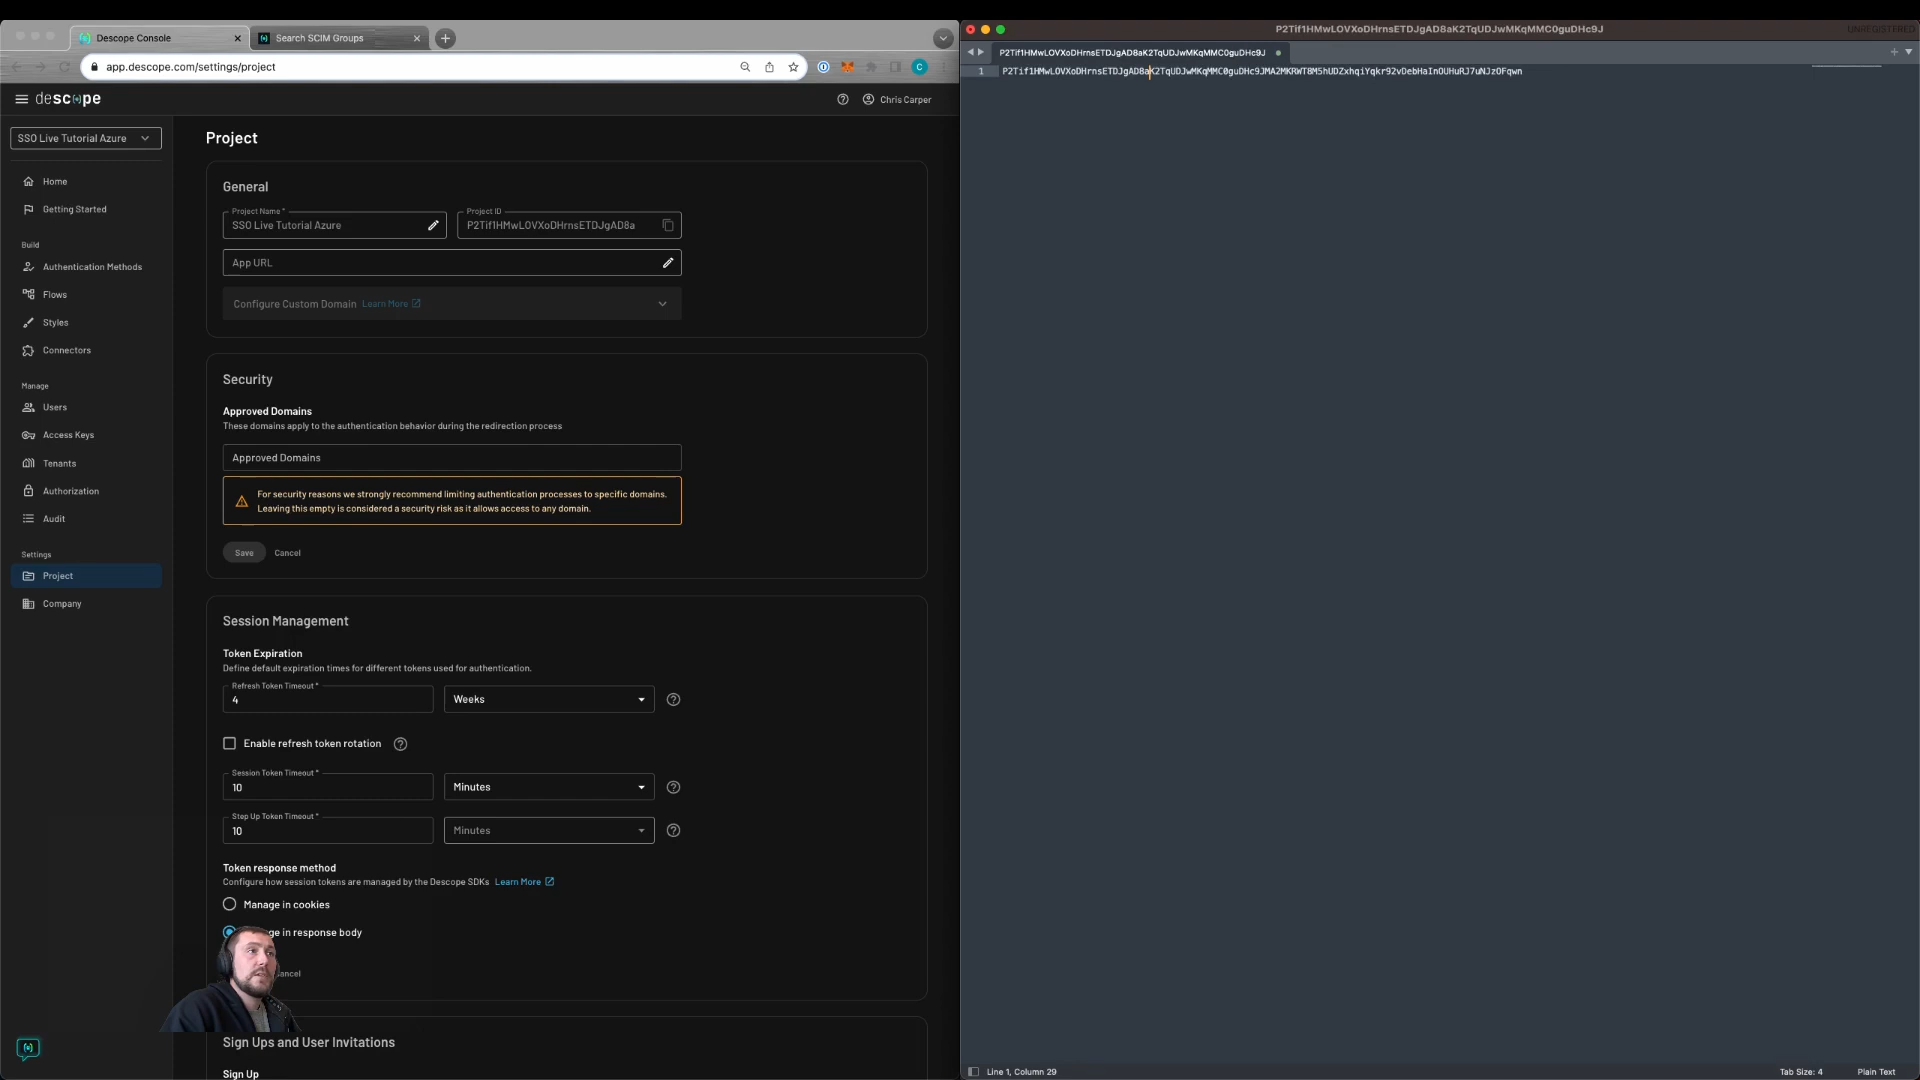 Descope Console
Search SCIM Groups
app.descope.com/settings/project
descope
Chris Carper
SSO Live Tutorial Azure
Home
Getting Started
Build
Authentication Methods
Flows
Styles
Connectors
Manage
Users
Access Keys
Tenants
Authorization
Audit
Settings
Project
Company
Project
General
Project Name *
SSO Live Tutorial Azure
Project ID
P2Tif1HMwLOVXoDHrnsETDJgAD8a
App URL
Configure Custom Domain Learn More
Security
Approved Domains
These domains apply to the authentication behavior during the redirection process
Approved Domains
For security reasons we strongly recommend limiting authentication processes to specific domains.
Leaving this empty is considered a security risk as it allows access to any domain.
Save Cancel
Session Management
Token Expiration
Define default expiration times for different tokens used for authentication.
Refresh Token Timeout *
4
Weeks
Enable refresh token rotation
Session Token Timeout *
10
Minutes
Step Up Token Timeout *
10
Minutes
Token response method
Configure how session tokens are managed by the Descope SDKs Learn More
Manage in cookies
ge in response body
ancel
Sign Ups and User Invitations
Sign Up
P2Tif1HMwLOVXoDHrnsETDJgAD8aK2TqUDJwMKqMMC0guDHc9J
UNREGISTERED
P2Tif1HMwLOVXoDHrnsETDJgAD8aK2TqUDJwMKqMMC0guDHc9J
1
P2Tif1HMwLOVXoDHrnsETDJgAD8aK2TqUDJwMKqMMC0guDHc9JMA2MKRWT8M5hUDZxhqiYqkr92vDebHaInOUHuRJ7uNJzOFqwn
Line 1, Column 29
Tab Size: 4
Plain Text